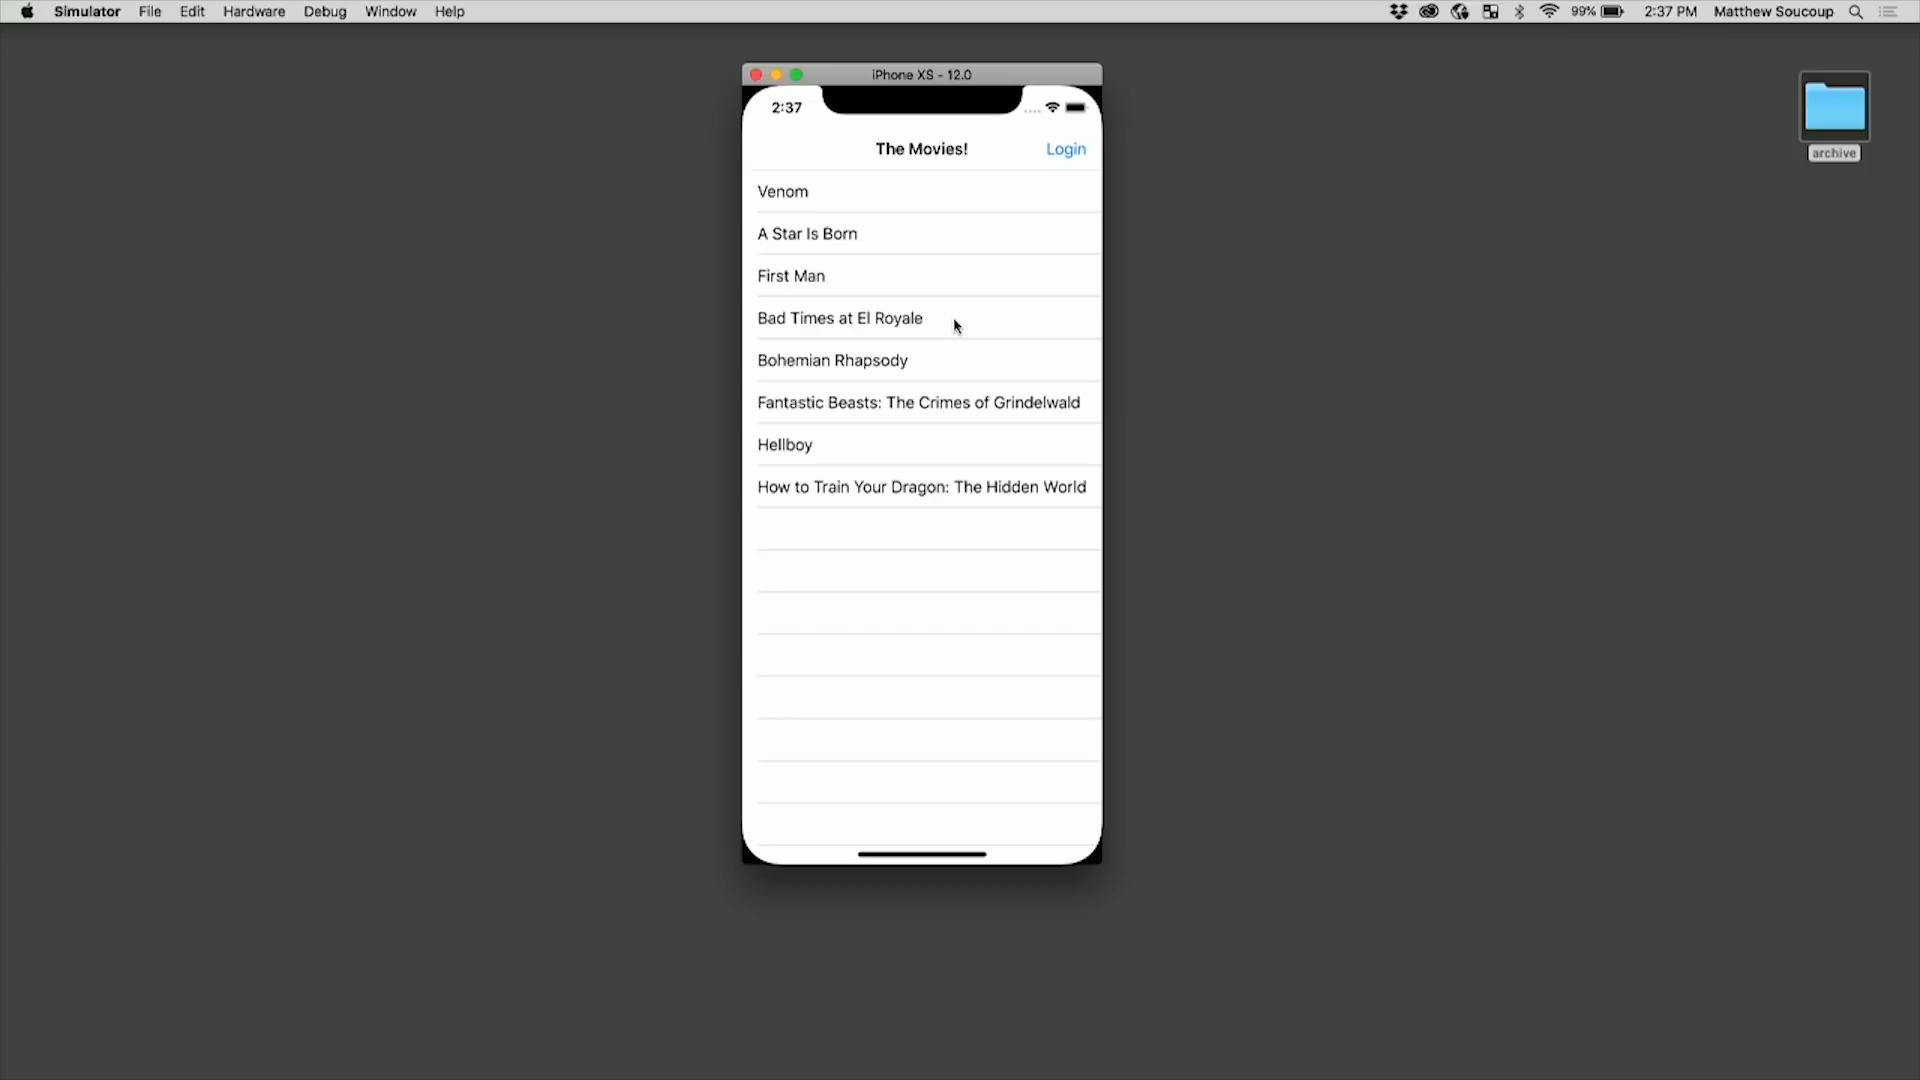 Simulator File Edit Hardware Debug Window Help 99% 2:37 PM Matthew Soucoup
iPhone XS - 12.0
2:37
The Movies! Login
Venom
A Star Is Born
First Man
Bad Times at El Royale
Bohemian Rhapsody
Fantastic Beasts: The Crimes of Grindelwald
Hellboy
How to Train Your Dragon: The Hidden World
archive